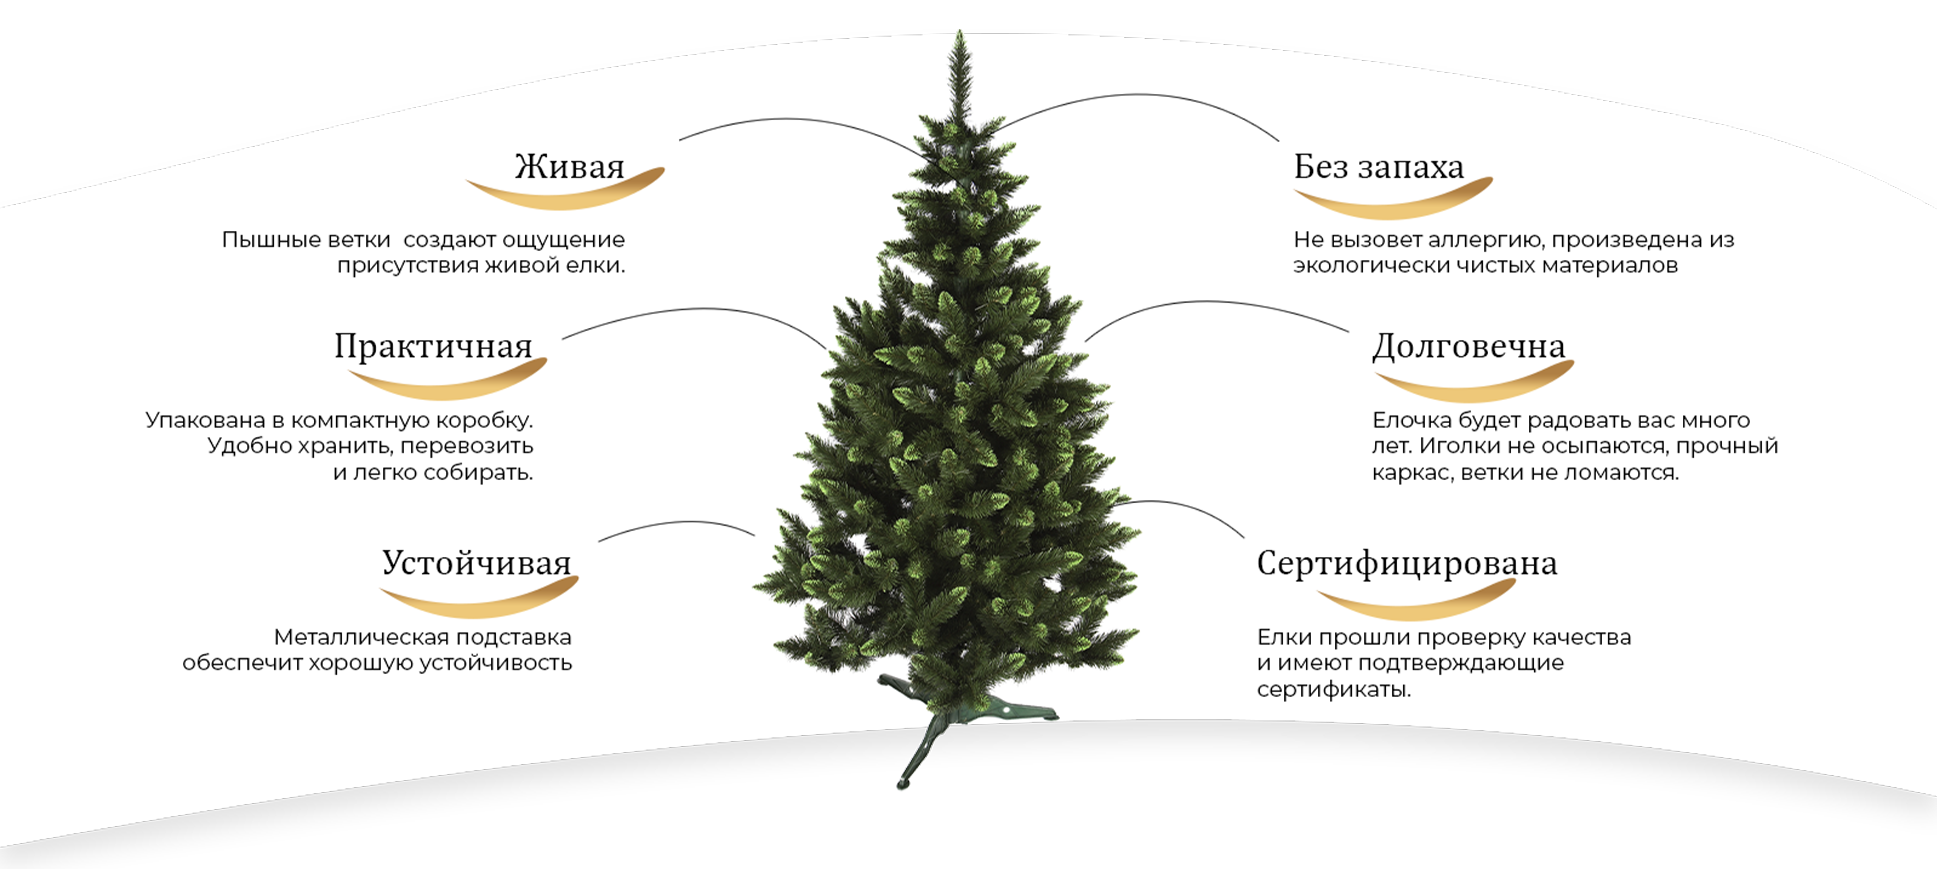 Живая
Пышные ветки  создают ощущение
присутствия живой елки.
Практичная
Упакована в компактную коробку.
Удобно хранить, перевозить
и легко собирать.
Устойчивая
Металлическая подставка
обеспечит хорошую устойчивость
Без запаха
Не вызовет аллергию, произведена из
экологически чистых материалов
Долговечна
Елочка будет радовать вас много
лет. Иголки не осыпаются, прочный
каркас, ветки не ломаются.
Сертифицирована
Елки прошли проверку качества
и имеют подтверждающие
сертификаты.